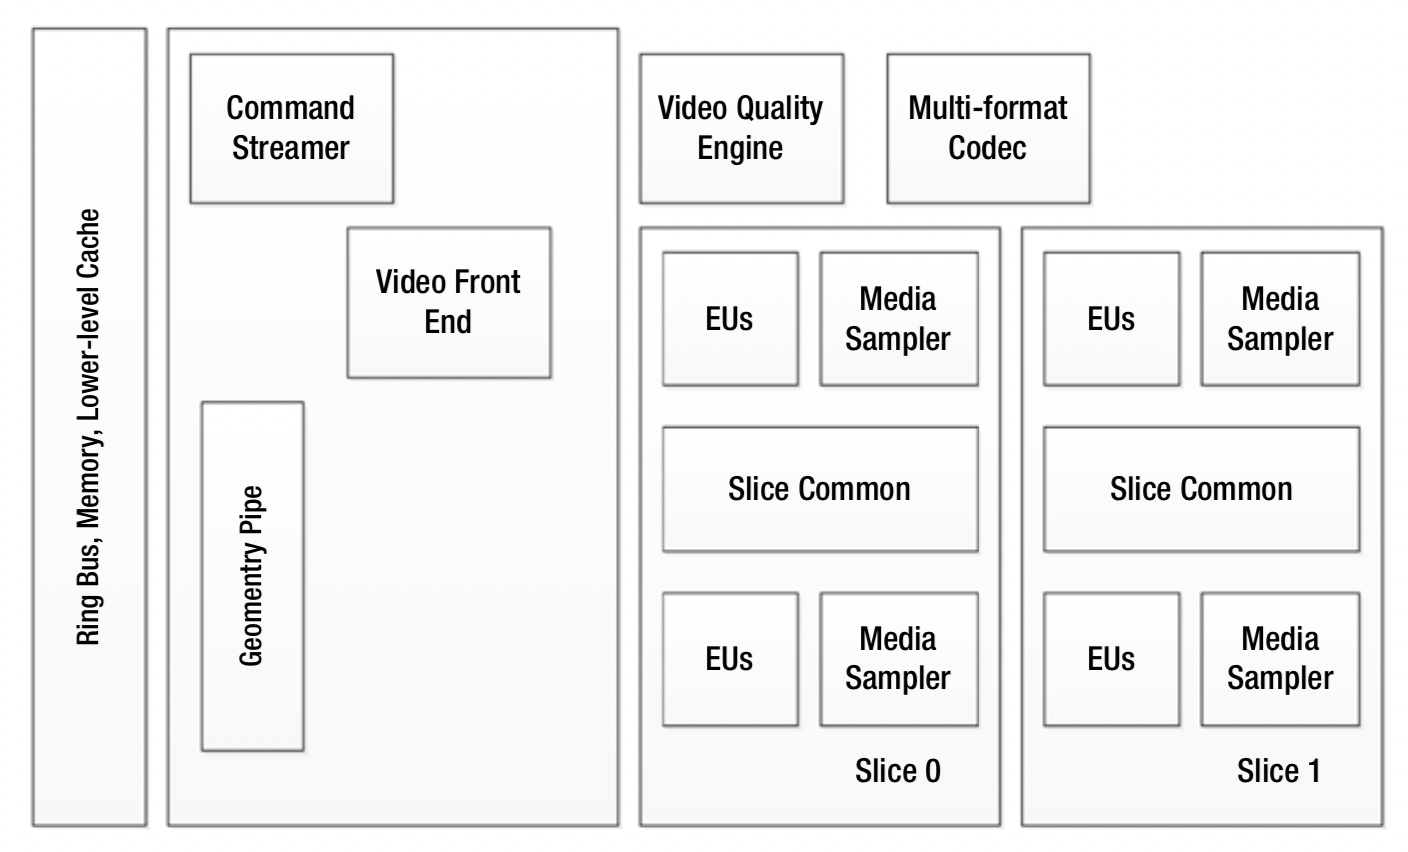 Ring Bus, Memory, Lower-level Cache
Command
Streamer
Video Front
End
Geomentry Pipe
Video Quality
Engine
Multi-format
Codec
EUs
Media
Sampler
Slice Common
EUs
Media
Sampler
Slice 0
EUs
Media
Sampler
Slice Common
EUs
Media
Sampler
Slice 1